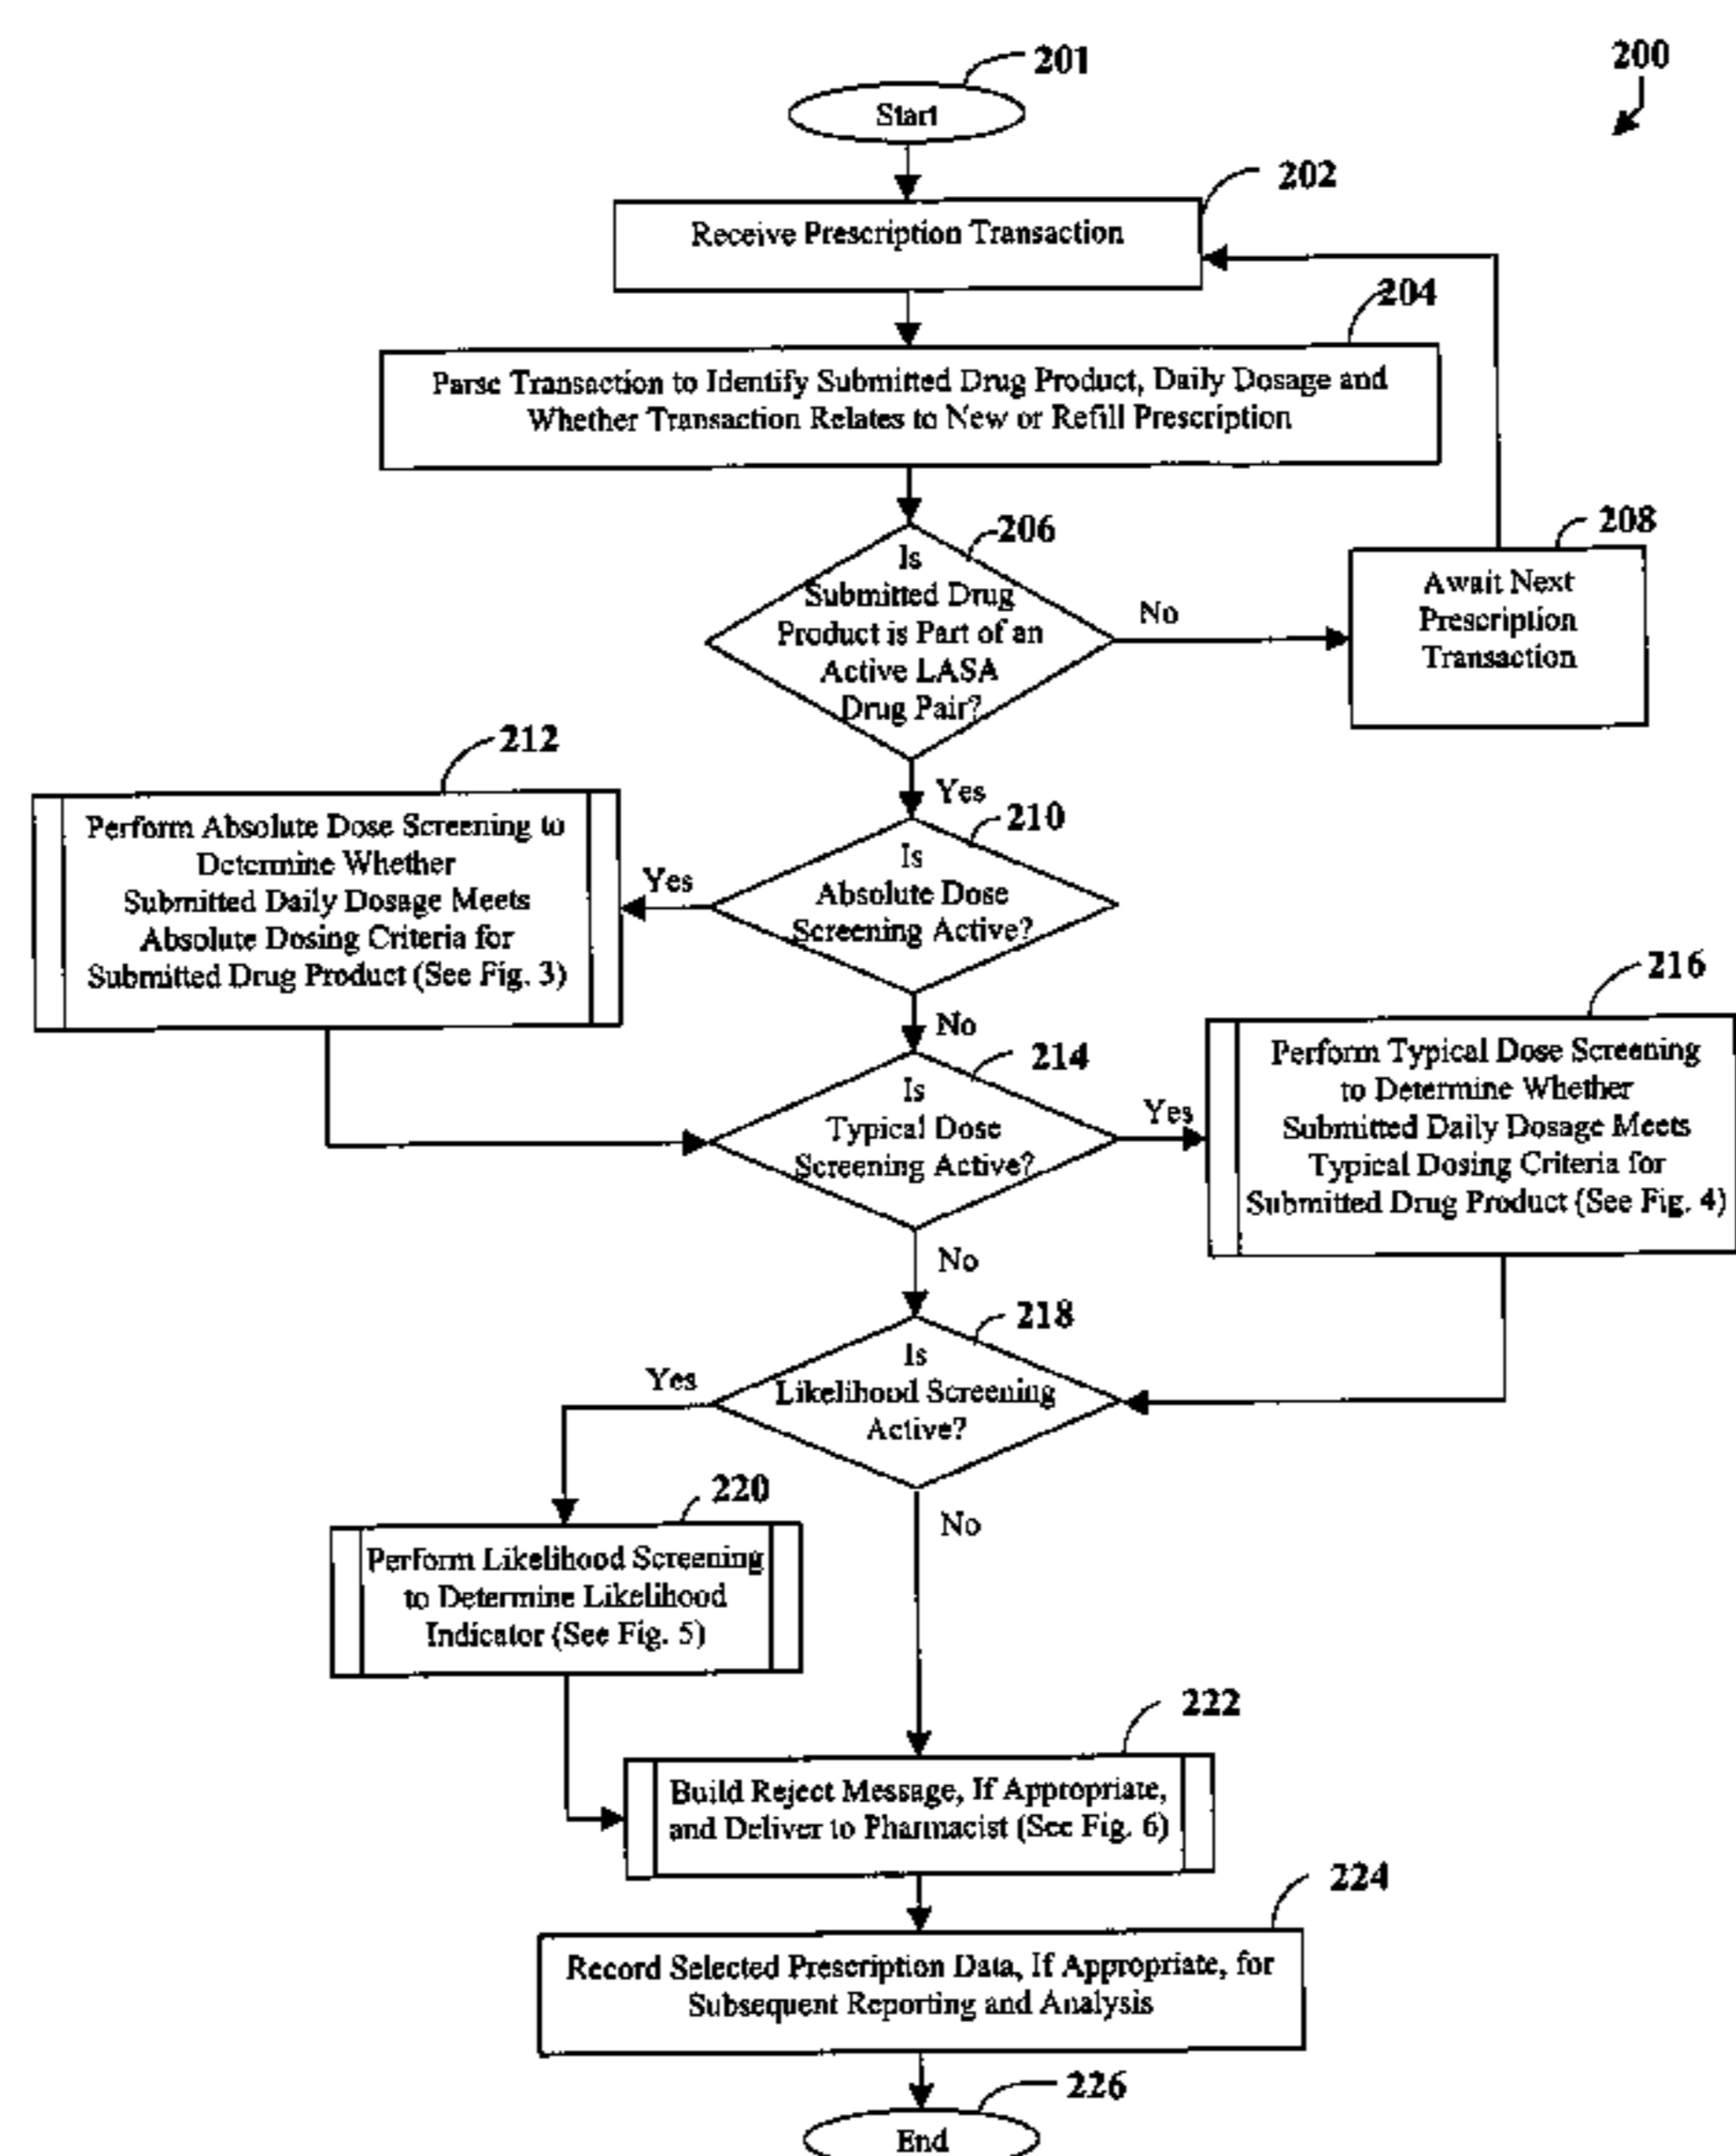 200
201
Start
202
Receive Prescription Transaction
204
Parse Transaction to Identify Submitted Drug Product, Daily Dosage and
Whether Transaction Relates to New or Refill Prescription
206
Is
Submitted Drug
Product is Part of an
Active LASA
Drug Pair?
No
208
Await Next
Prescription
Transaction
Yes
210
Is
Absolute Dose
Screening Active?
Yes
212
Perform Absolute Dose Screening to
Determine Whether
Submitted Daily Dosage Meets
Absolute Dosing Criteria for
Submitted Drug Product (See Fig. 3)
No
214
Is
Typical Dose
Screening Active?
Yes
216
Perform Typical Dose Screening
to Determine Whether
Submitted Daily Dosage Meets
Typical Dosing Criteria for
Submitted Drug Product (See Fig. 4)
No
218
Is
Likelihood Screening
Active?
Yes
220
Perform Likelihood Screening
to Determine Likelihood
Indicator (See Fig. 5)
No
222
Build Reject Message, If Appropriate,
and Deliver to Pharmacist (See Fig. 6)
224
Record Selected Prescription Data, If Appropriate, for
Subsequent Reporting and Analysis
226
End